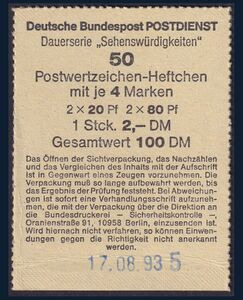 Deutsche Bundespost POSTDIENST
Dauerserie „Sehenswürdigkeiten“
50
Postwertzeichen-Heftchen
mit je 4 Marken
2 × 20 Pf 2 × 80 Pf
1 Stck. 2,– DM
Gesamtwert 100 DM
Das Öffnen der Sichtverpackung, das Nachzählen
und das Vergleichen des Inhalts mit der Aufschrift
ist in Gegenwart eines Zeugen vorzunehmen. Die
Verpackung muß so lange aufbewahrt werden, bis
das Ergebnis der Prüfung feststeht. Bei Abweichun-
gen ist sofort eine Verhandlungsschrift aufzuneh-
men, die mit der Verpackung über die Direktion an
die Bundesdruckerei – Sicherheitskontrolle –,
Oranienstraße 91, 10958 Berlin, einzusenden ist.
Wird hiernach nicht verfahren, so können Einwen-
dungen gegen die Richtigkeit nicht anerkannt
werden.
17.08.93 5